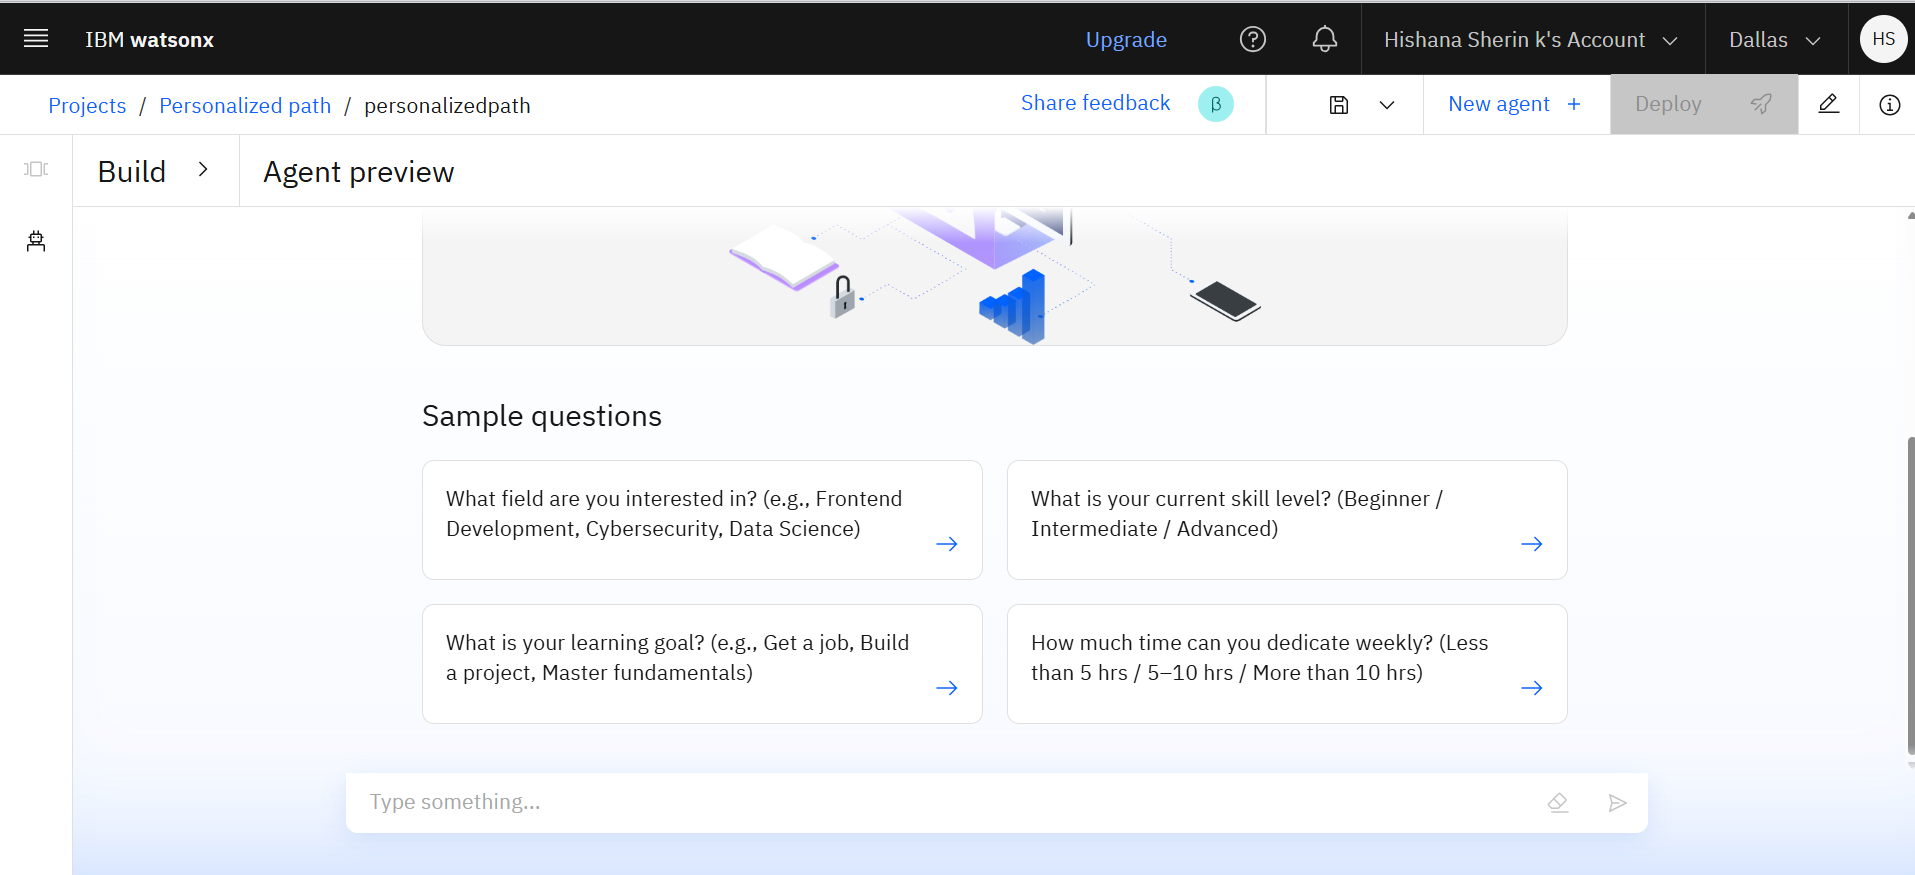 IBM watsonx
Upgrade
Hishana Sherin k's Account
Dallas
HS
Projects / Personalized path / personalizedpath
Share feedback
β
New agent +
Deploy
Build
Agent preview
Sample questions
What field are you interested in? (e.g., Frontend
Development, Cybersecurity, Data Science)
What is your current skill level? (Beginner /
Intermediate / Advanced)
What is your learning goal? (e.g., Get a job, Build
a project, Master fundamentals)
How much time can you dedicate weekly? (Less
than 5 hrs / 5–10 hrs / More than 10 hrs)
Type something...